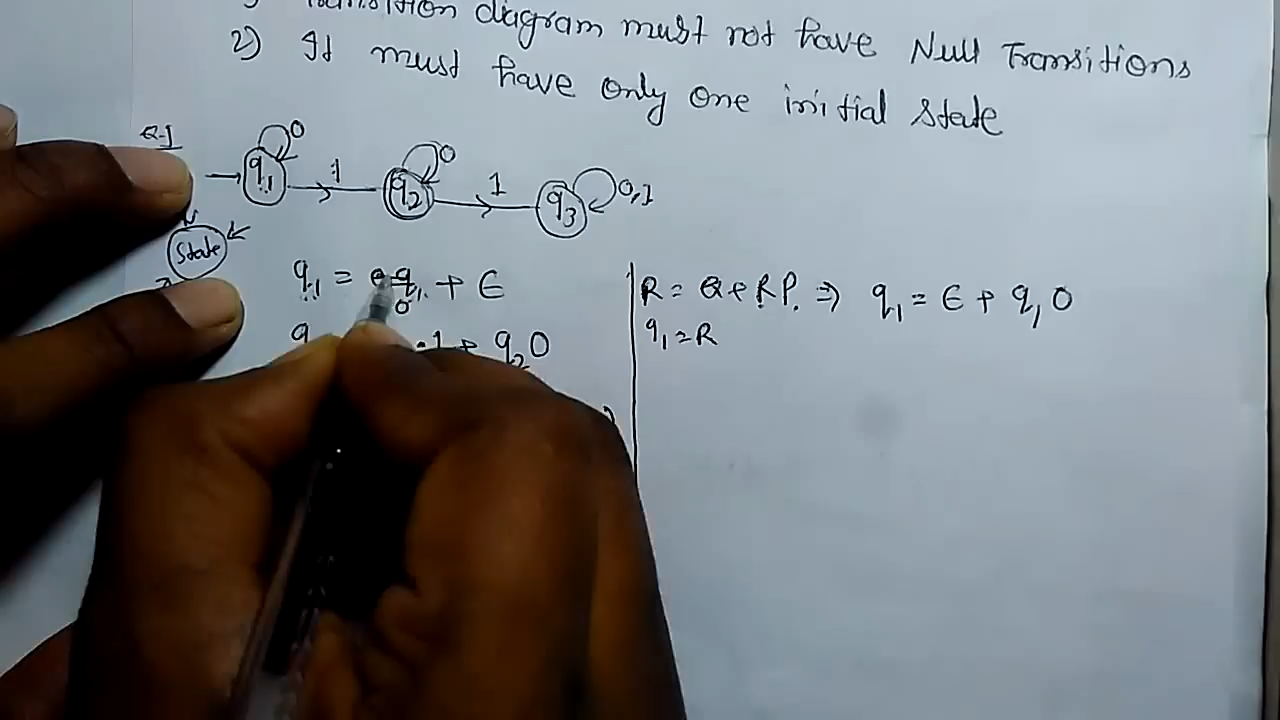 Transition diagram must not have Null Transitions
2) It must have only one initial state
q1 0 1 q2 0 1 q3 0,1
State
q1 = q1 0 + ϵ
1 + q2 0
R = Q + RP ⇒ q1 = ϵ + q1 0
q1 = R